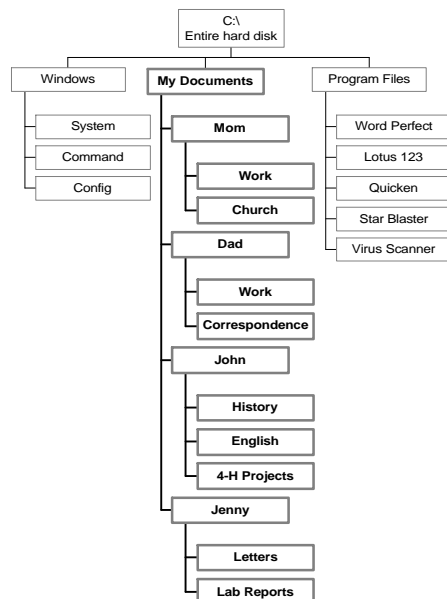 C:\
Entire hard disk
Windows
System
Command
Config
My Documents
Mom
Work
Church
Dad
Work
Correspondence
John
History
English
4-H Projects
Jenny
Letters
Lab Reports
Program Files
Word Perfect
Lotus 123
Quicken
Star Blaster
Virus Scanner